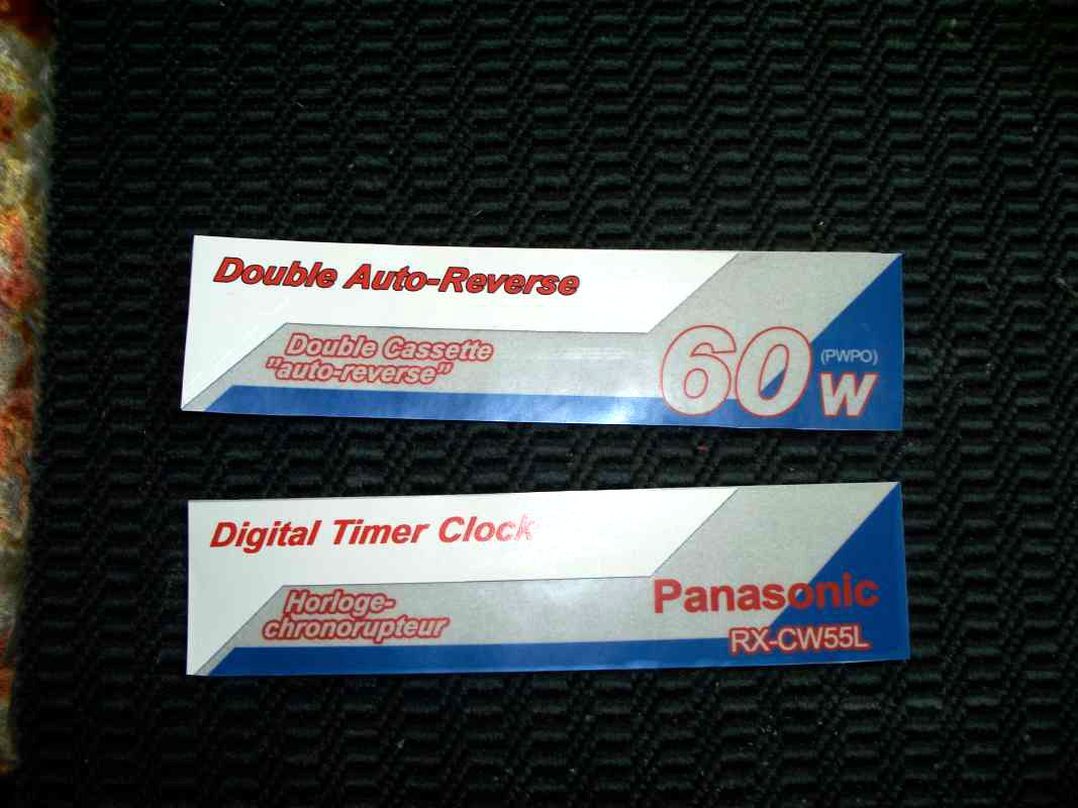 Double Auto-Reverse
Double Cassette
"auto-reverse"
60 (PWPO)
W
Digital Timer Clock
Horloge-
chronorupteur
Panasonic
RX-CW55L